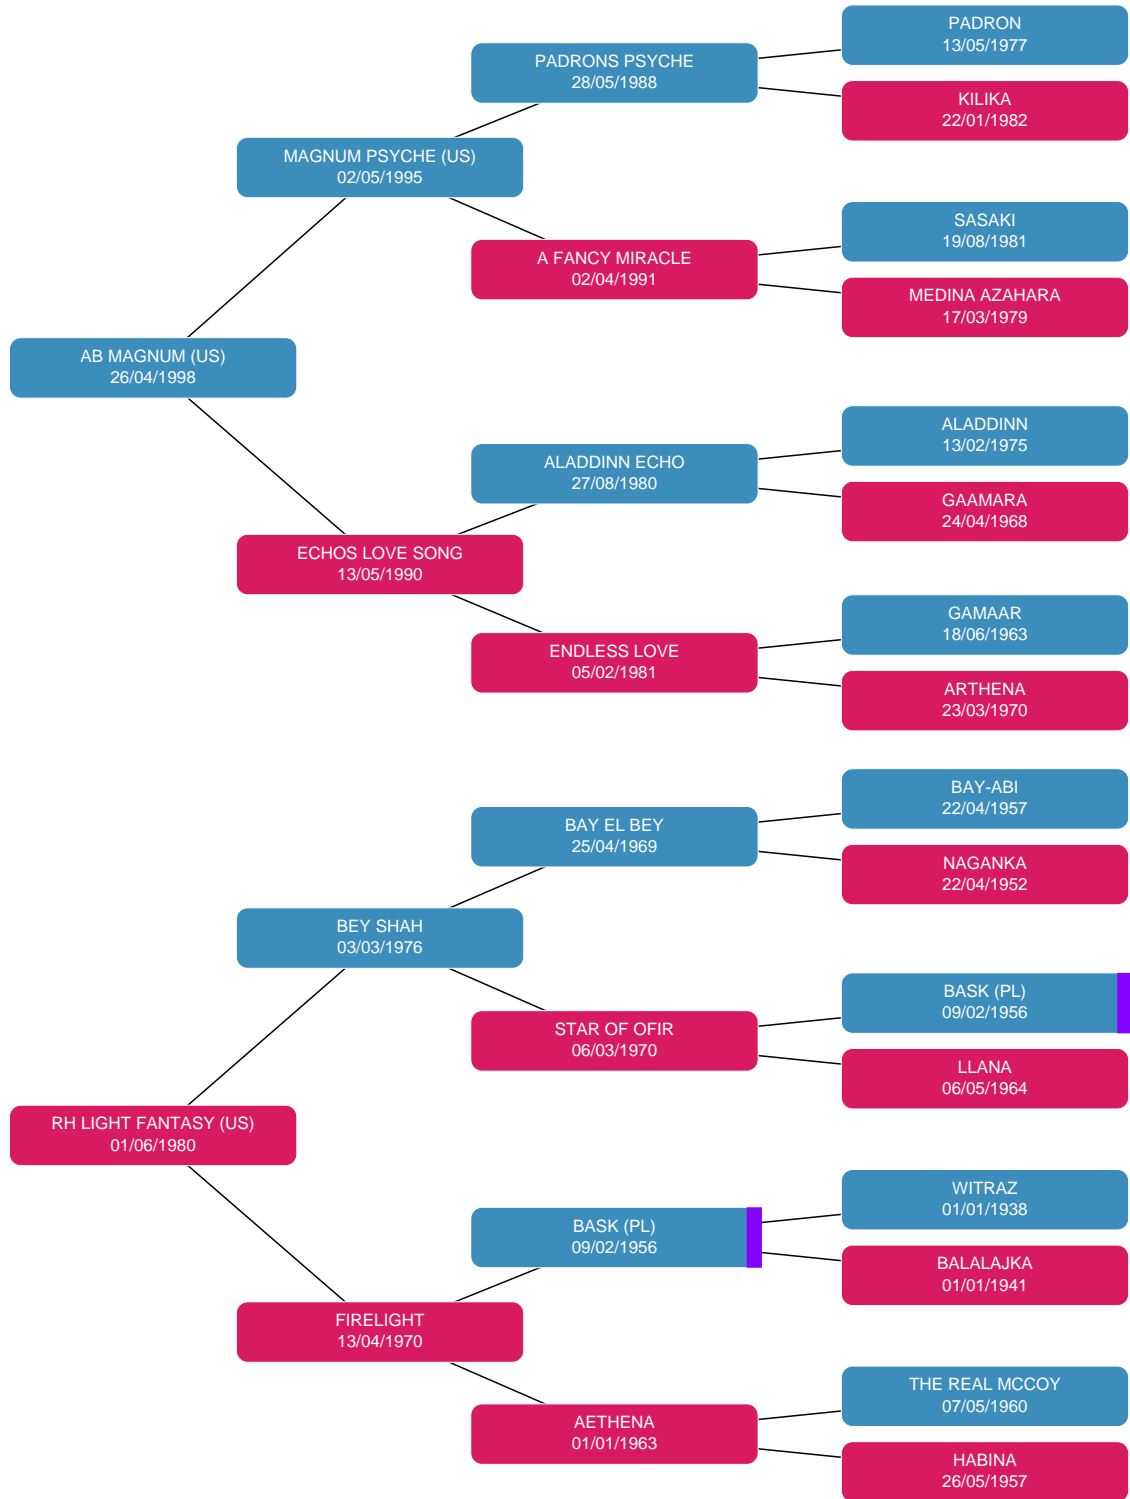 PADRON
13/05/1977
PADRONS PSYCHE
28/05/1988
KILIKA
22/01/1982
MAGNUM PSYCHE (US)
02/05/1995
SASAKI
19/08/1981
A FANCY MIRACLE
02/04/1991
MEDINA AZAHARA
17/03/1979
AB MAGNUM (US)
26/04/1998
ALADDINN
13/02/1975
ALADDINN ECHO
27/08/1980
GAAMARA
24/04/1968
ECHOS LOVE SONG
13/05/1990
GAMAAR
18/06/1963
ENDLESS LOVE
05/02/1981
ARTHENA
23/03/1970
BAY-ABI
22/04/1957
BAY EL BEY
25/04/1969
NAGANKA
22/04/1952
BEY SHAH
03/03/1976
BASK (PL)
09/02/1956
STAR OF OFIR
06/03/1970
LLANA
06/05/1964
RH LIGHT FANTASY (US)
01/06/1980
WITRAZ
01/01/1938
BASK (PL)
09/02/1956
BALALAJKA
01/01/1941
FIRELIGHT
13/04/1970
THE REAL MCCOY
07/05/1960
AETHENA
01/01/1963
HABINA
26/05/1957